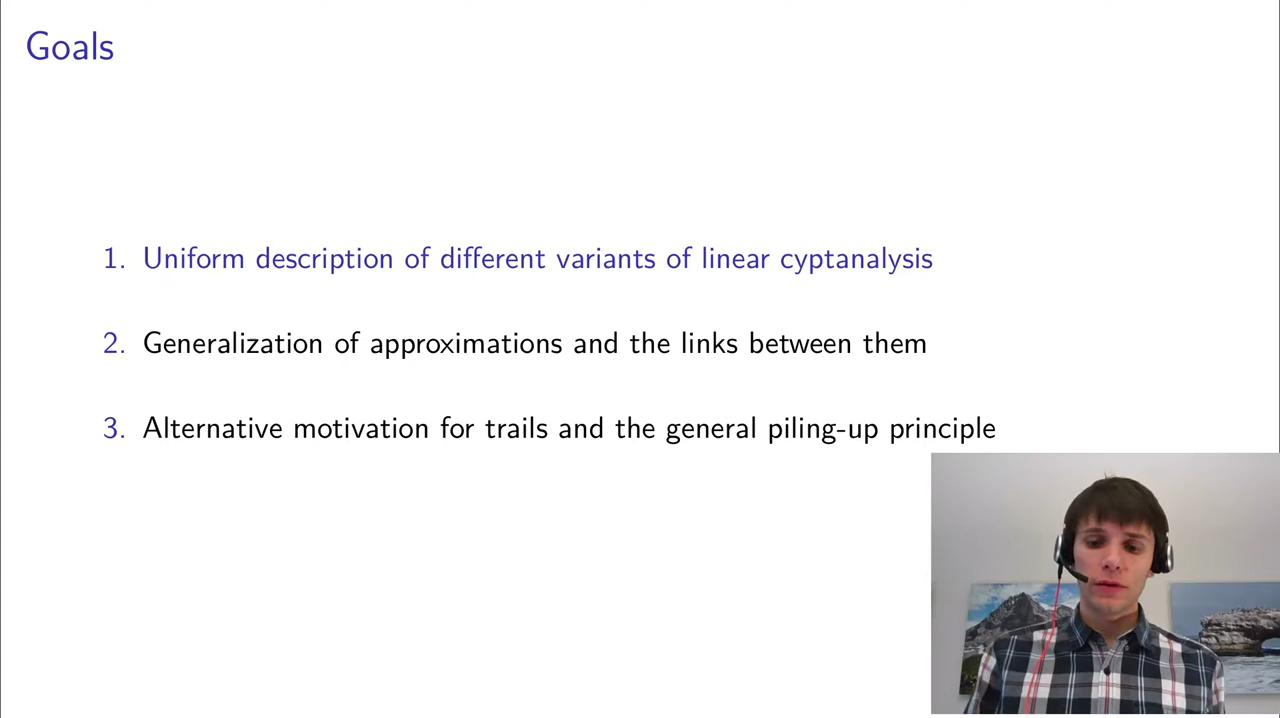 Goals
1. Uniform description of different variants of linear cyptanalysis
2. Generalization of approximations and the links between them
3. Alternative motivation for trails and the general piling-up principle